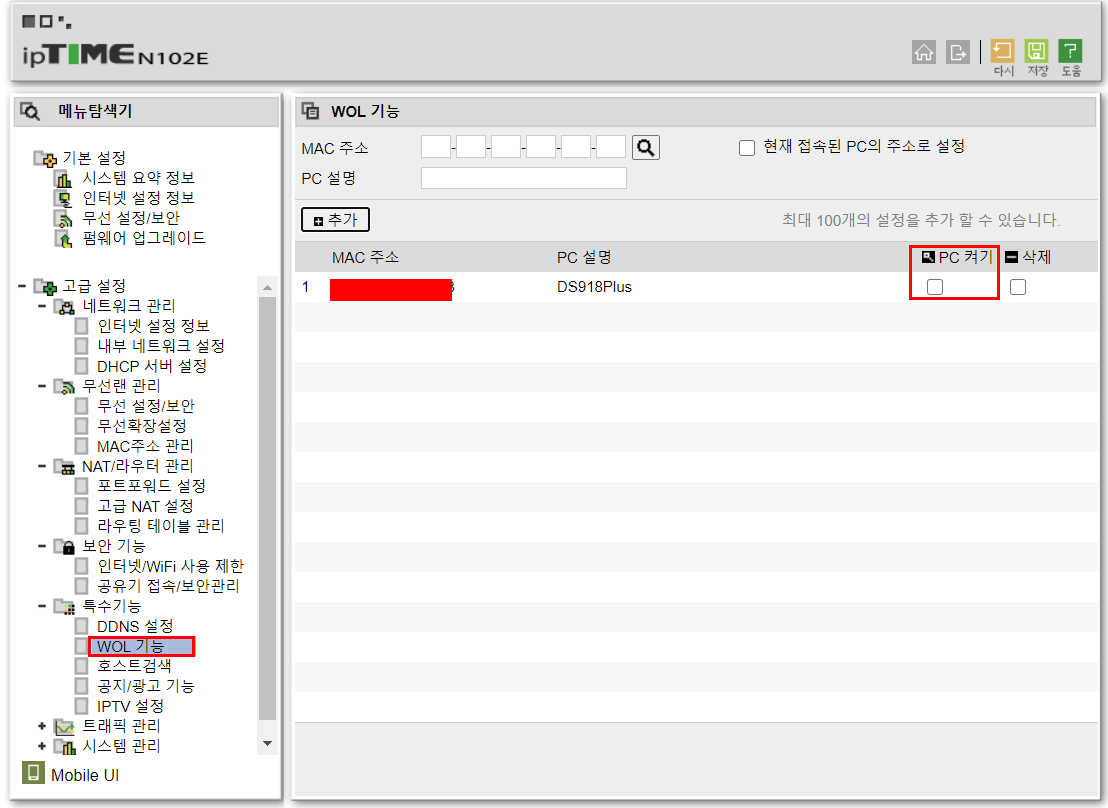 ipTIME N102E
다시 저장 도움
메뉴탐색기
기본 설정
시스템 요약 정보
인터넷 설정 정보
무선 설정/보안
펌웨어 업그레이드
고급 설정
네트워크 관리
인터넷 설정 정보
내부 네트워크 설정
DHCP 서버 설정
무선랜 관리
무선 설정/보안
무선확장설정
MAC주소 관리
NAT/라우터 관리
포트포워드 설정
고급 NAT 설정
라우팅 테이블 관리
보안 기능
인터넷/WiFi 사용 제한
공유기 접속/보안관리
특수기능
DDNS 설정
WOL 기능
호스트검색
공지/광고 기능
IPTV 설정
트래픽 관리
시스템 관리
Mobile UI
WOL 기능
MAC 주소 - - - - - 현재 접속된 PC의 주소로 설정
PC 설명
추가 최대 100개의 설정을 추가 할 수 있습니다.
MAC 주소 PC 설명 PC 켜기 삭제
1 DS918Plus